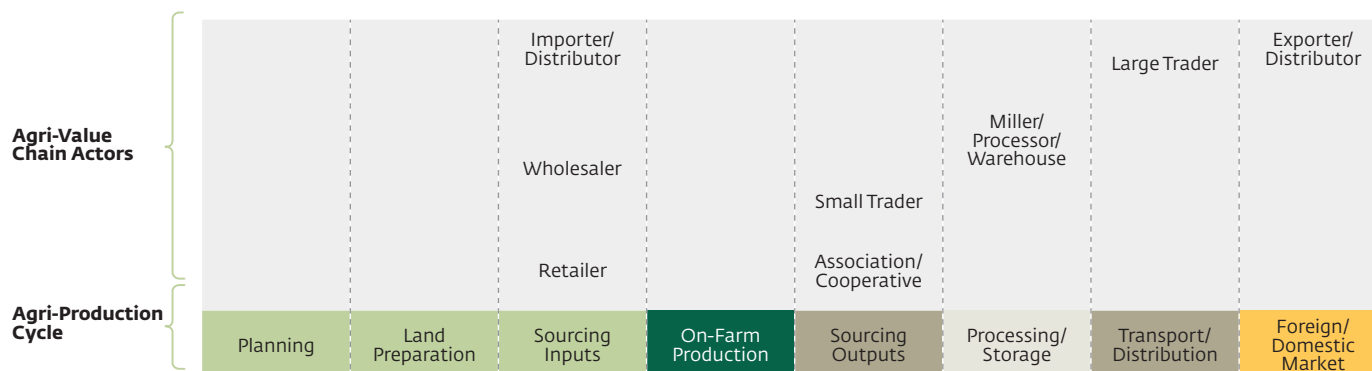 Agri-Value
Chain Actors
Importer/
Distributor
Wholesaler
Retailer
Small Trader
Association/
Cooperative
Miller/
Processor/
Warehouse
Large Trader
Exporter/
Distributor
Agri-Production
Cycle
Planning
Land
Preparation
Sourcing
Inputs
On-Farm
Production
Sourcing
Outputs
Processing/
Storage
Transport/
Distribution
Foreign/
Domestic
Market